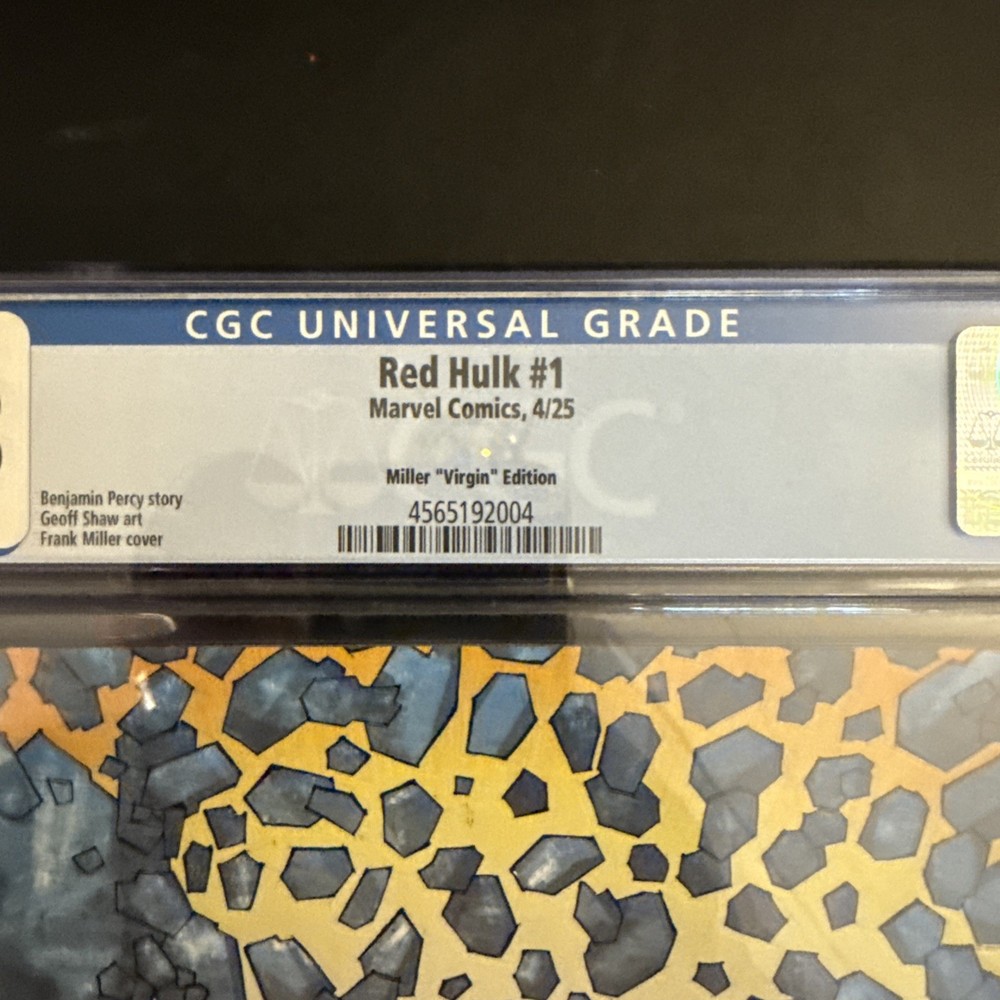 CGC UNIVERSAL GRADE
Red Hulk #1
Marvel Comics, 4/25
Miller "Virgin" Edition
4565192004
Benjamin Percy story
Geoff Shaw art
Frank Miller cover
CGC